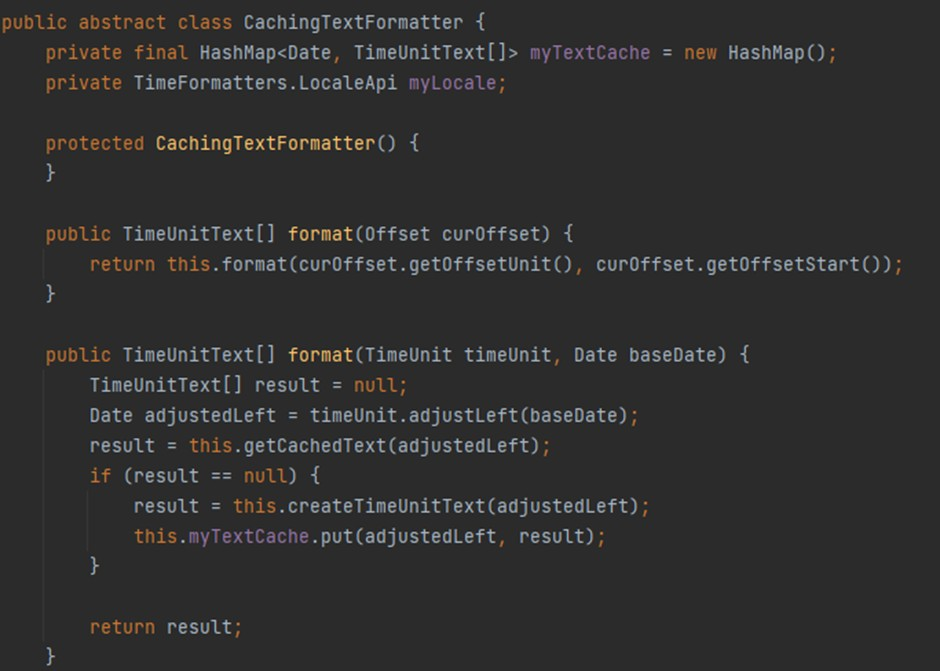 public abstract class CachingTextFormatter {
    private final HashMap<Date, TimeUnitText[]> myTextCache = new HashMap();
    private TimeFormatters.LocaleApi myLocale;

    protected CachingTextFormatter() {
    }

    public TimeUnitText[] format(Offset curOffset) {
        return this.format(curOffset.getOffsetUnit(), curOffset.getOffsetStart());
    }

    public TimeUnitText[] format(TimeUnit timeUnit, Date baseDate) {
        TimeUnitText[] result = null;
        Date adjustedLeft = timeUnit.adjustLeft(baseDate);
        result = this.getCachedText(adjustedLeft);
        if (result == null) {
            result = this.createTimeUnitText(adjustedLeft);
            this.myTextCache.put(adjustedLeft, result);
        }

        return result;
    }